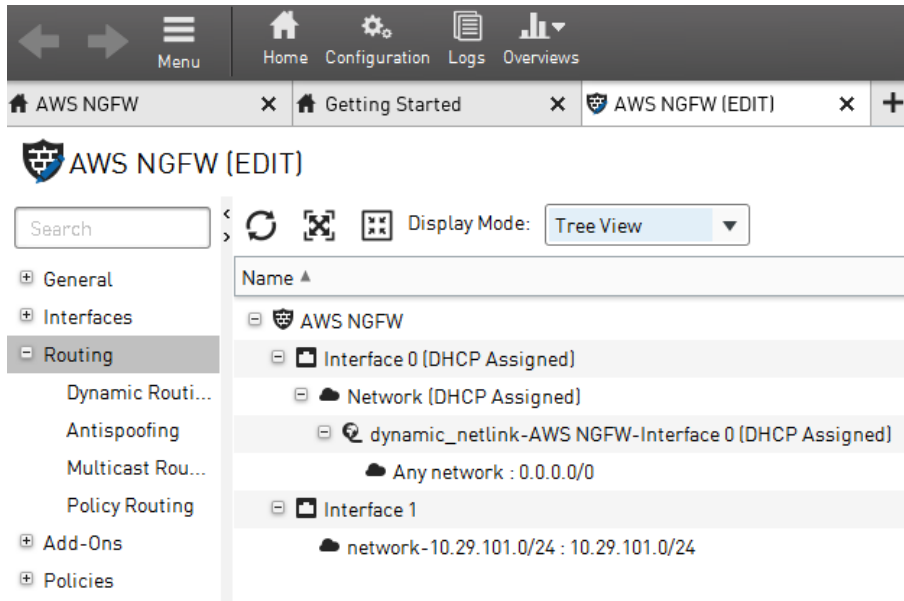 Menu
Home Configuration Logs Overviews
AWS NGFW
Getting Started
AWS NGFW (EDIT)
AWS NGFW (EDIT)
Search
General
Interfaces
Routing
Dynamic Routi...
Antispoofing
Multicast Rou...
Policy Routing
Add-Ons
Policies
Display Mode: Tree View
Name
AWS NGFW
Interface 0 (DHCP Assigned)
Network (DHCP Assigned)
dynamic_netlink-AWS NGFW-Interface 0 (DHCP Assigned)
Any network : 0.0.0.0/0
Interface 1
network-10.29.101.0/24 : 10.29.101.0/24